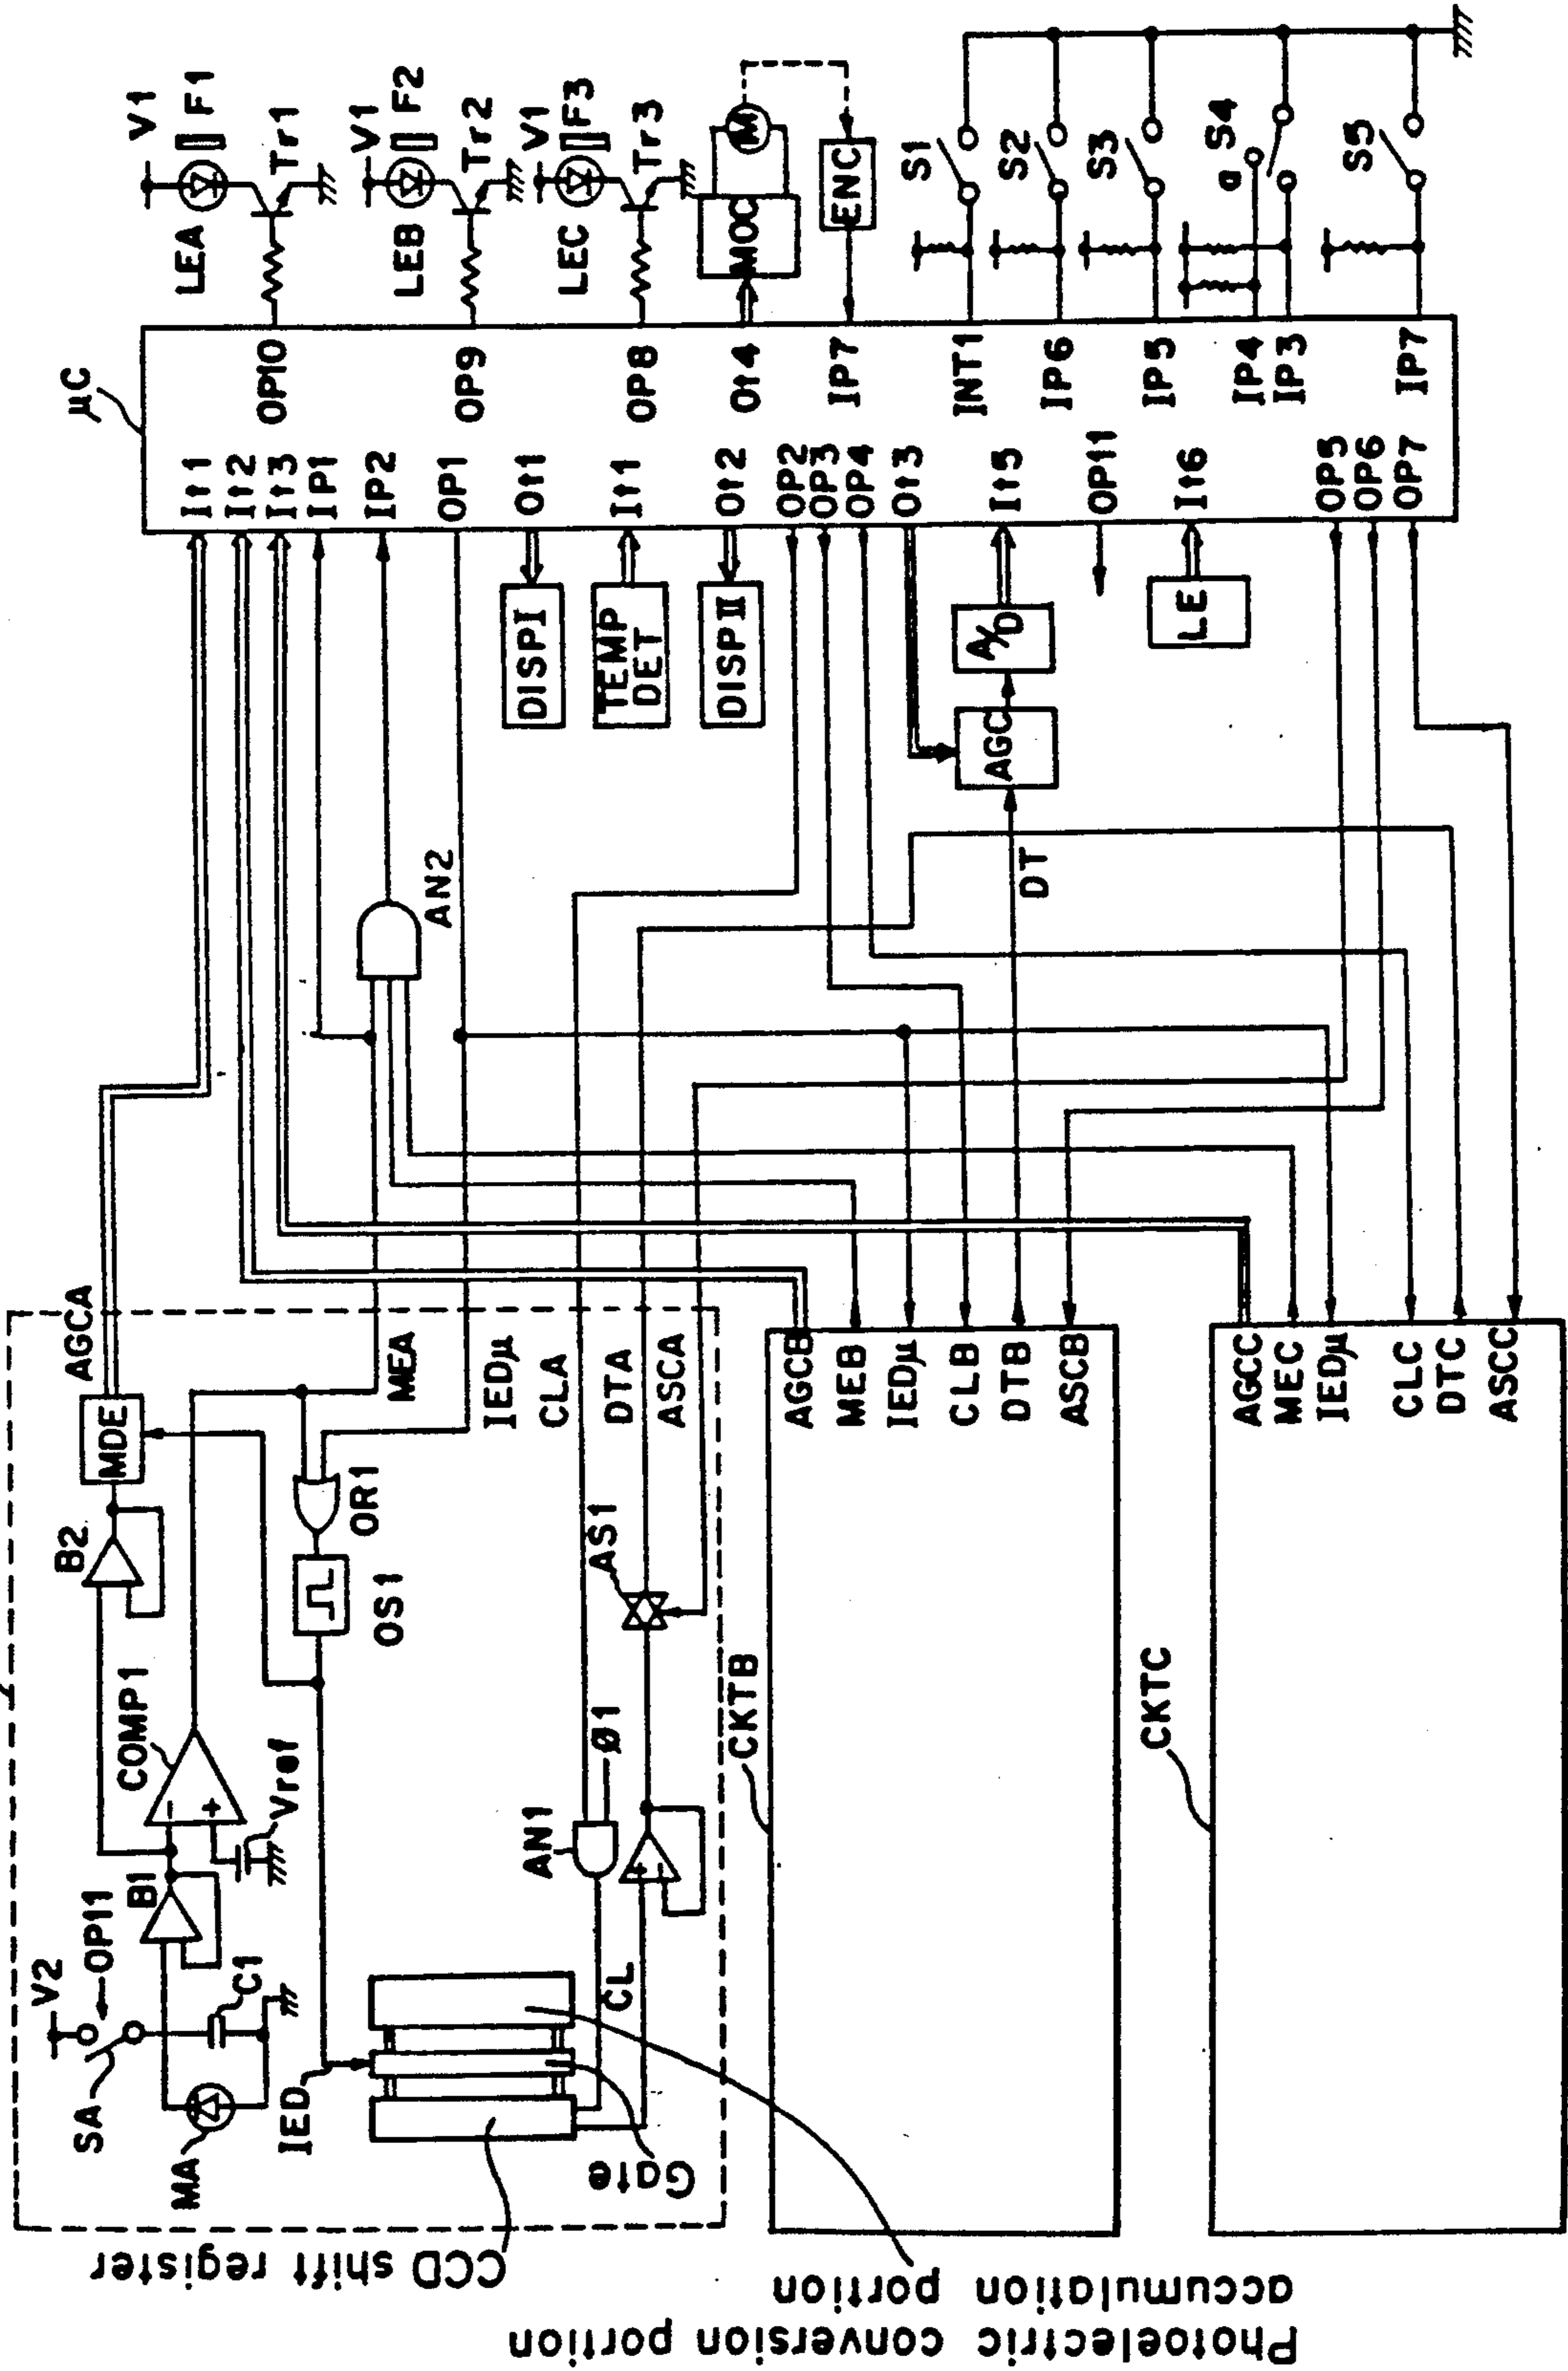 μC
It1
It2
It3
IP1
IP2
OP1
Ot1
It1
Ot2
OP2
OP3
OP4
Ot3
It5
OP11
It6
OP5
OP6
OP7
OP10
OP9
OP8
Ot4
IP7
INT1
IP6
IP5
IP4
IP3
IP7
V1
LEA
F1
Tr1
V1
LEB
F2
Tr2
V1
LEC
F3
Tr3
MOC
M
ENC
S1
S2
S3
a
S4
S5
DISPI
TEMP
DET
DISPII
A/D
AGC
LE
DT
AN2
AGCA
MDE
B2
COMP1
Vref
B1
V2
OP11
SA
C1
MA
IED
OR1
OS1
MEA
IEDμ
CLA
DTA
ASCA
AS1
AN1
Ø1
CL
Gate
CCD shift register
Photoelectric conversion portion
accumulation portion
CKTB
AGCB
MEB
IEDμ
CLB
DTB
ASCB
CKTC
AGCC
MEC
IEDμ
CLC
DTC
ASCC